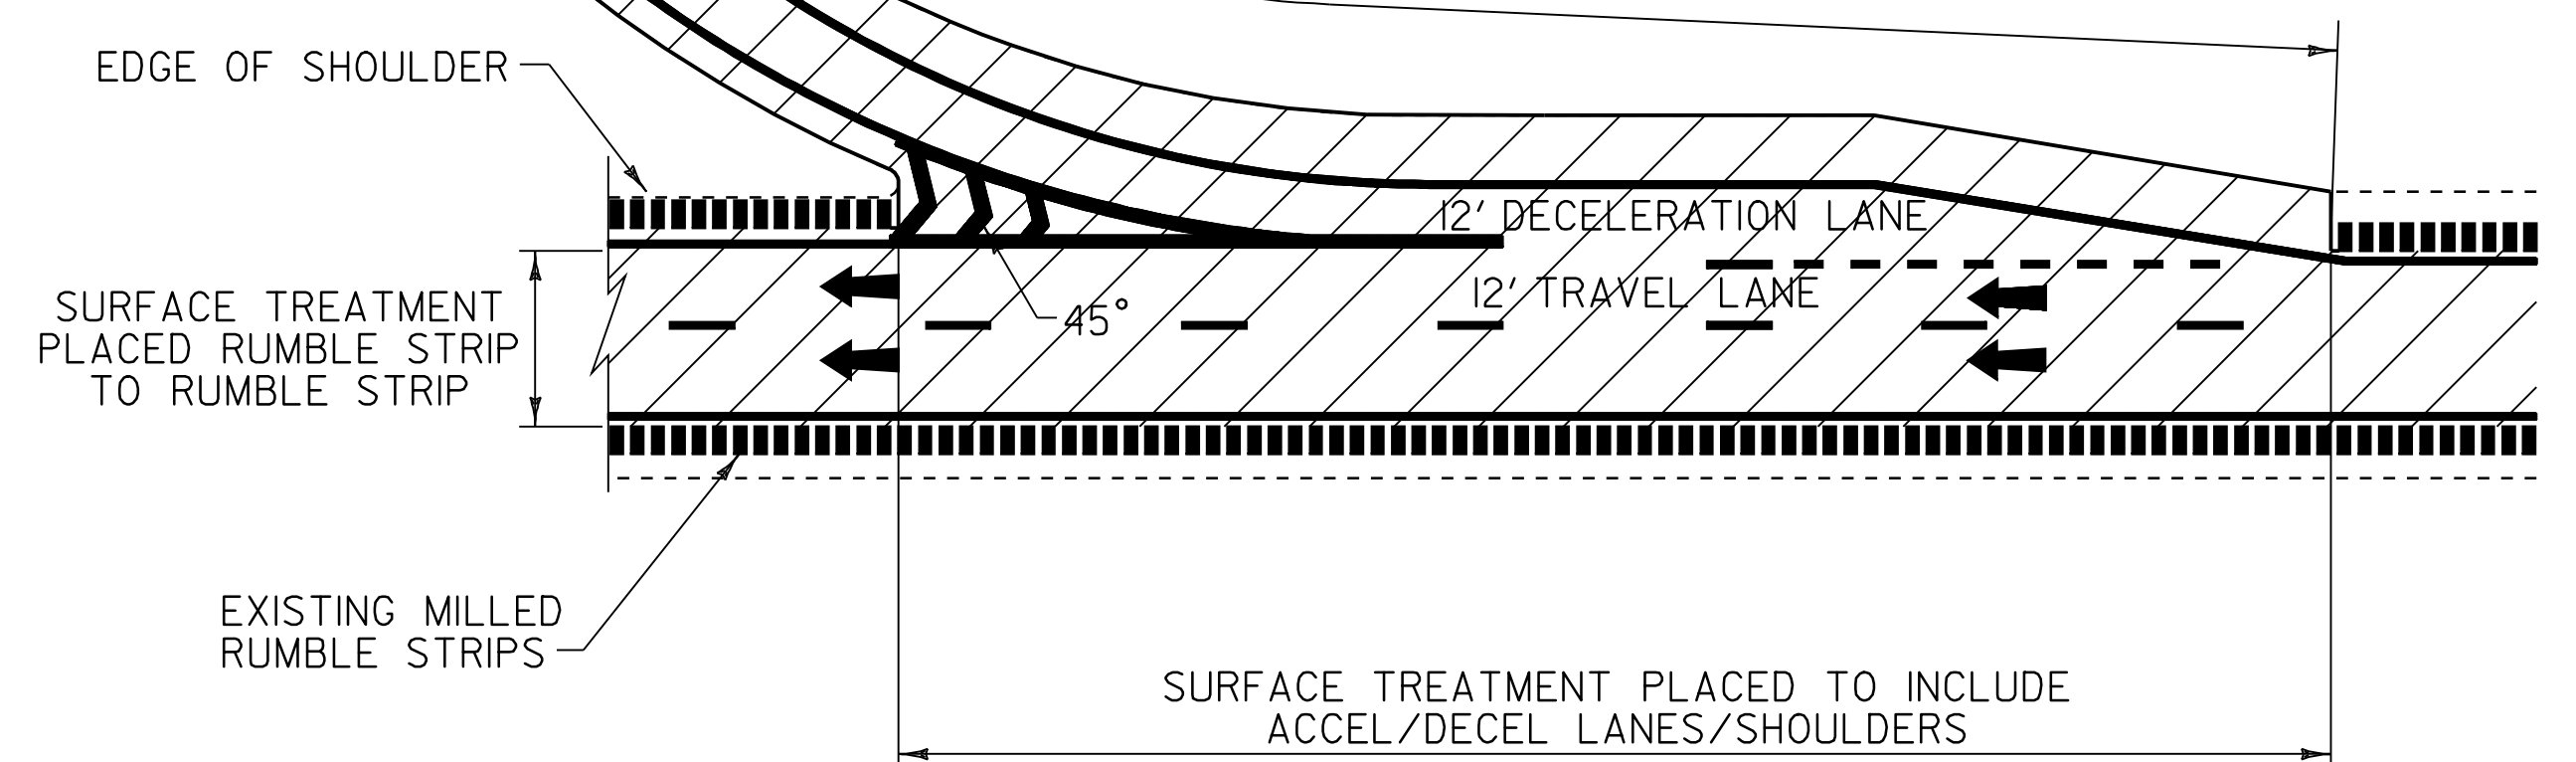 EDGE OF SHOULDER
12' DECELERATION LANE
12' TRAVEL LANE
45°
SURFACE TREATMENT
PLACED RUMBLE STRIP
TO RUMBLE STRIP
EXISTING MILLED
RUMBLE STRIPS
SURFACE TREATMENT PLACED TO INCLUDE
ACCEL/DECEL LANES/SHOULDERS